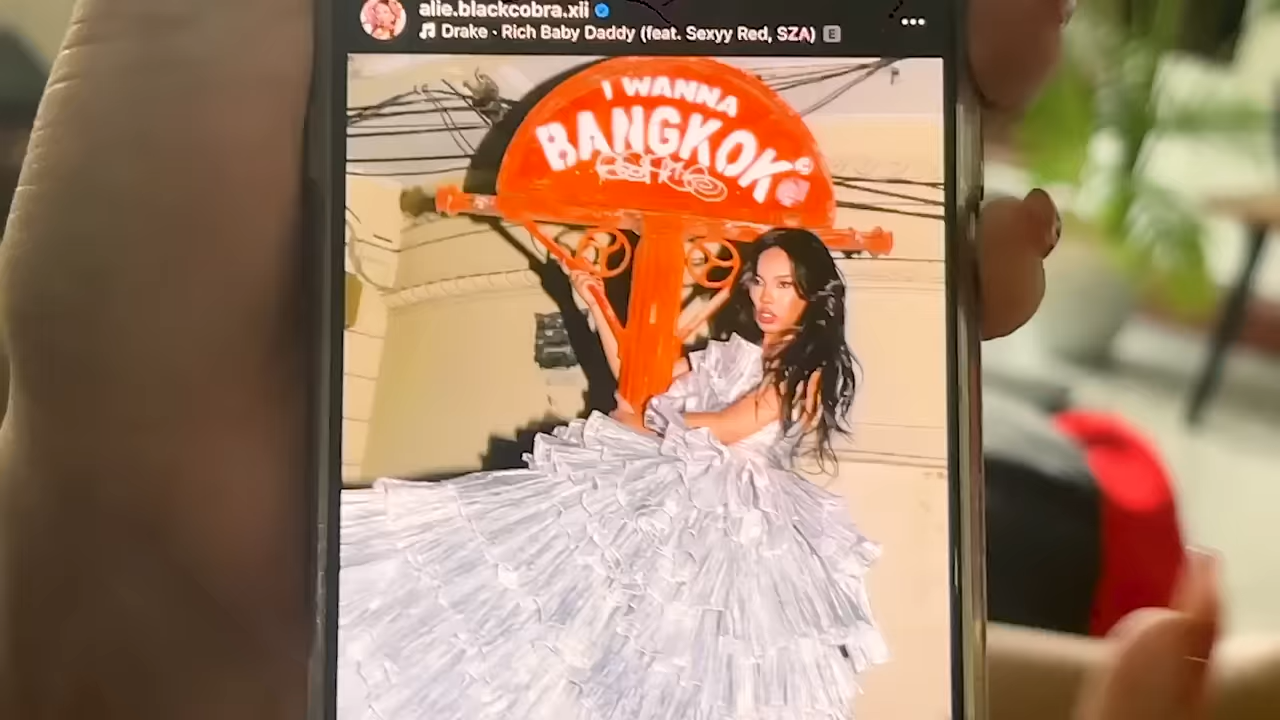 alie.blackcobra.xii
Drake · Rich Baby Daddy (feat. Sexyy Red, SZA) E
I WANNA
BANGKOK